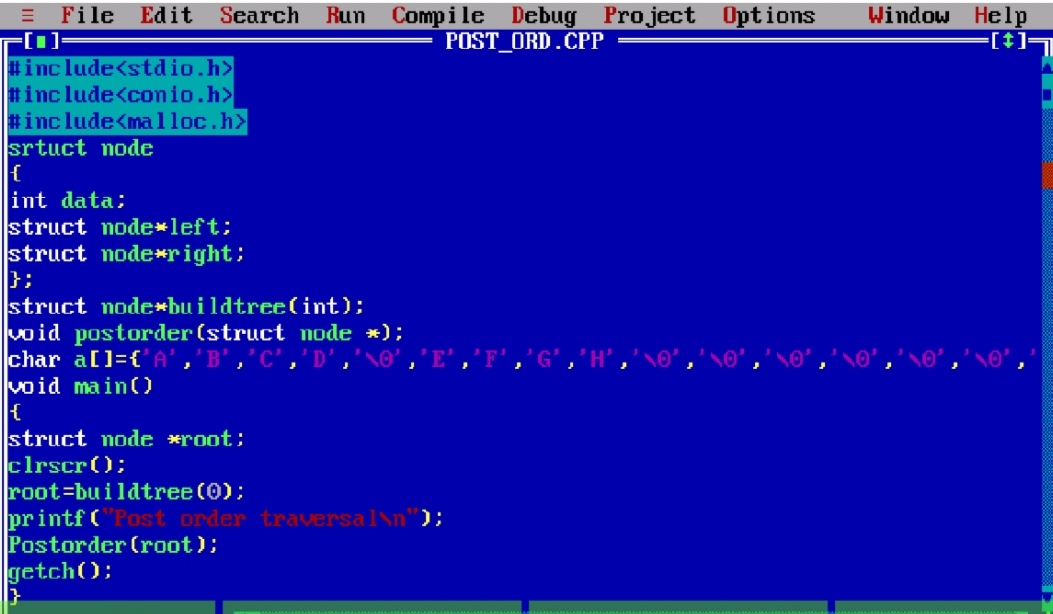 ≡ File Edit Search Run Compile Debug Project Options Window Help
[■] POST_ORD.CPP [↕]
#include<stdio.h>
#include<conio.h>
#include<malloc.h>
srtuct node
{
int data;
struct node*left;
struct node*right;
};
struct node*buildtree(int);
void postorder(struct node *);
char a[]={'A','B','C','D','\0','E','F','G','H','\0','\0','\0','\0','\0','\0','
void main()
{
struct node *root;
clrscr();
root=buildtree(0);
printf("Post order traversal\n");
Postorder(root);
getch();
}